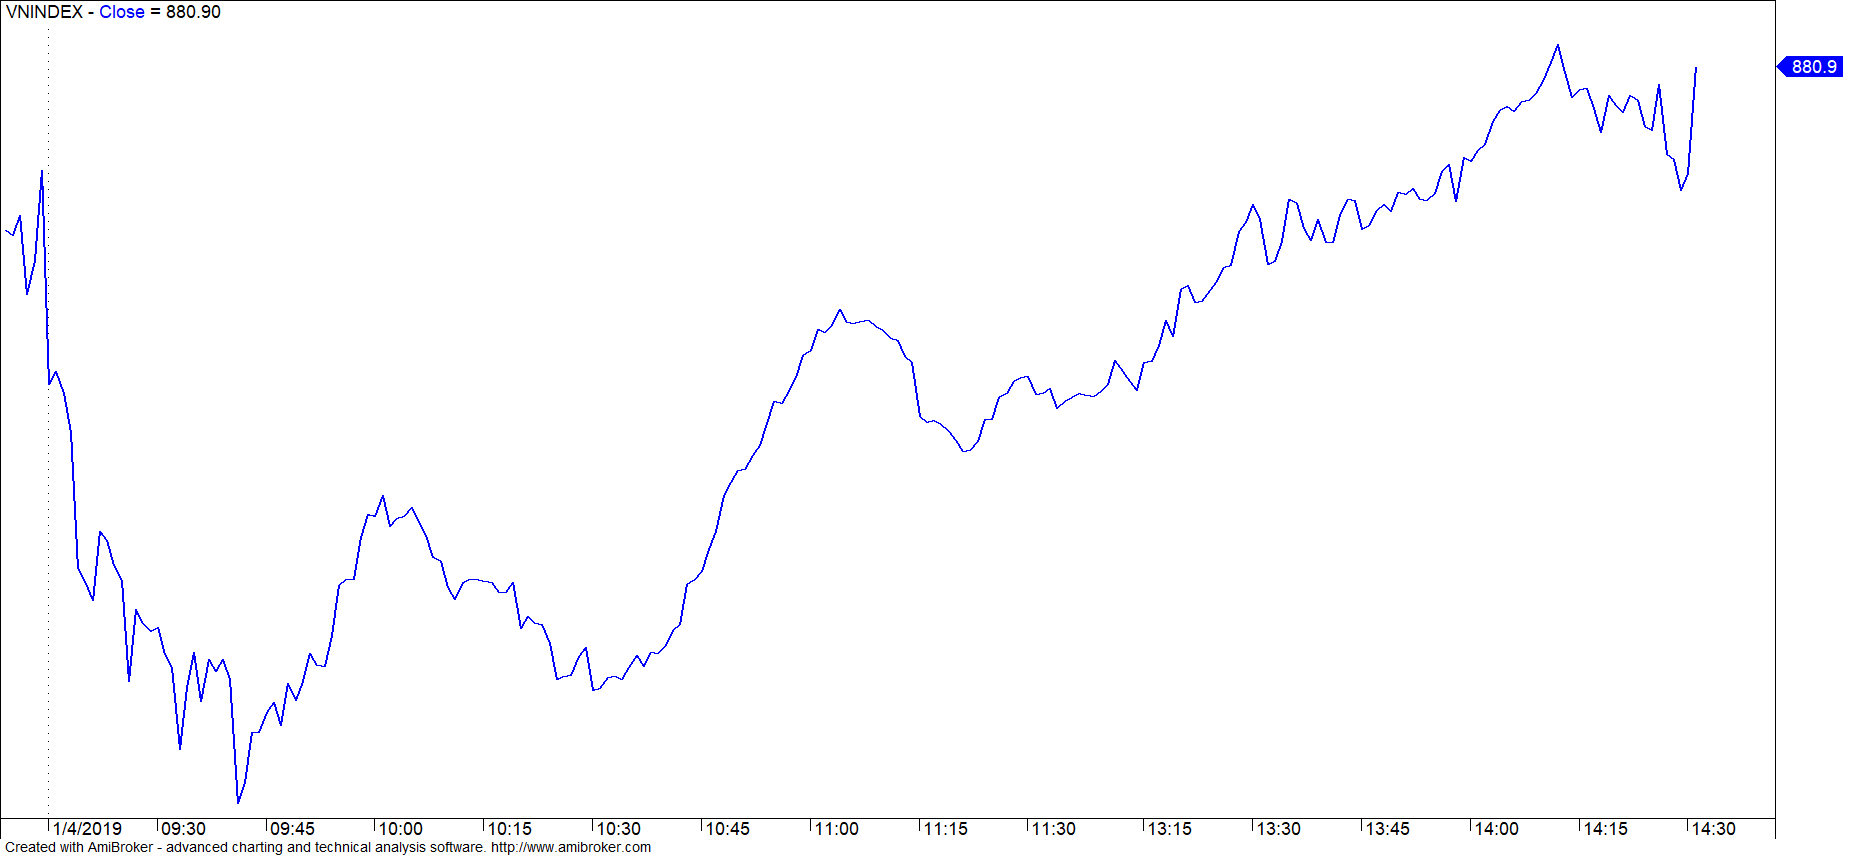 VNINDEX - Close = 880.90
880.9
1/4/2019 09:30 09:45 10:00 10:15 10:30 10:45 11:00 11:15 11:30 13:15 13:30 13:45 14:00 14:15 14:30
Created with AmiBroker - advanced charting and technical analysis software. http://www.amibroker.com